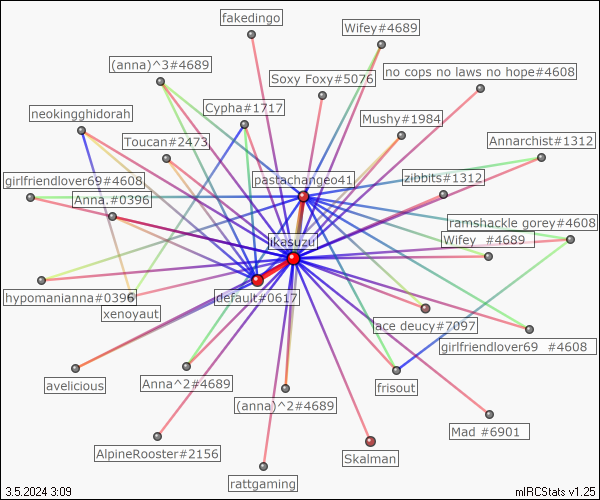 fakedingo
Wifey#4689
(anna)^3#4689
Soxy Foxy#5076
no cops no laws no hope#4608
neokingghidorah
Cypha#1717
Mushy#1984
Toucan#2473
Annarchist#1312
girlfriendlover69#4608
pastachangeo41
zibbits#1312
Anna.#0396
ramshackle gorey#4608
ikesuzu
Wifey_#4689
hypomanianna#0396
default#0617
xenoyaut
ace deucy#7097
girlfriendlover69_#4608
avelicious
Anna^2#4689
frisout
(anna)^2#4689
Mad #6901
AlpineRooster#2156
Skalman
rattgaming
3.5.2024 3:09
mIRCStats v1.25